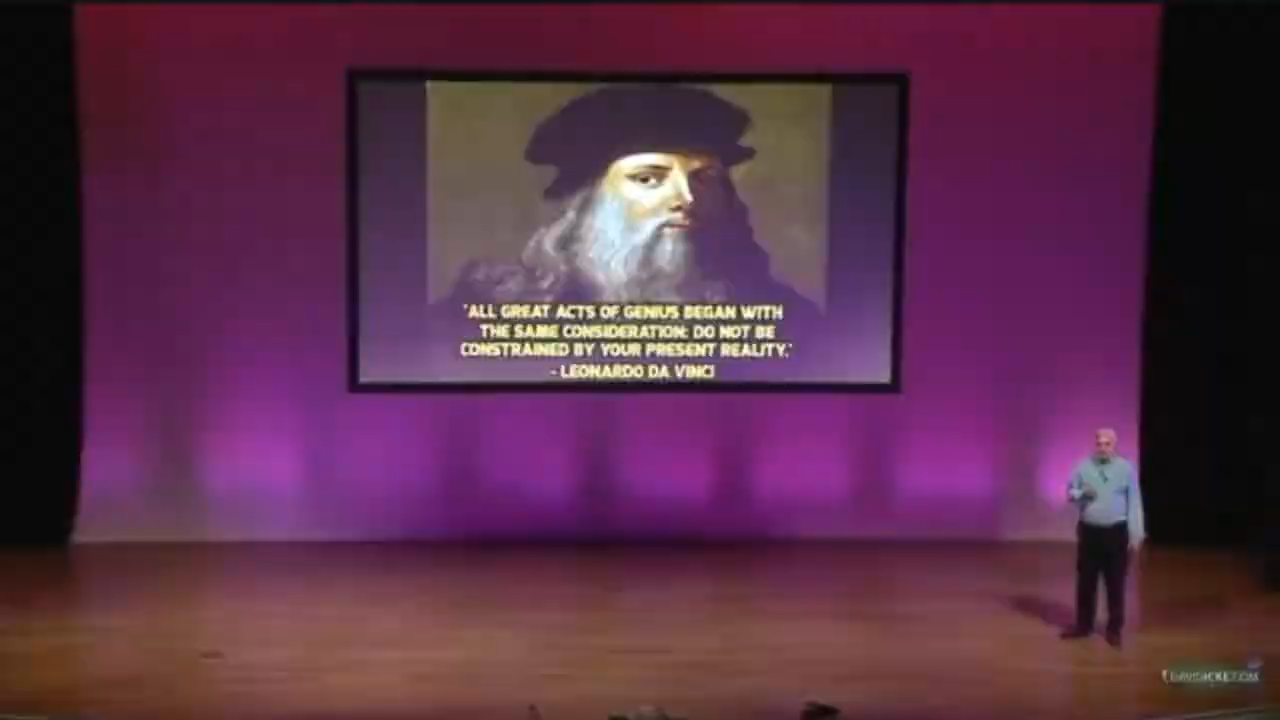 'ALL GREAT ACTS OF GENIUS BEGAN WITH
THE SAME CONSIDERATION: DO NOT BE
CONSTRAINED BY YOUR PRESENT REALITY.'
- LEONARDO DA VINCI